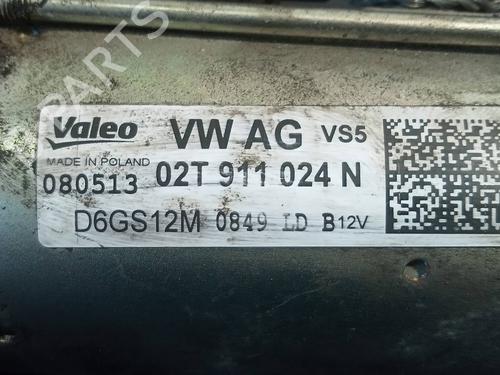 PARTS
Valeo VW AG VS5
MADE IN POLAND
080513 02T 911 024 N
D6GS12M 0849 LD B12V